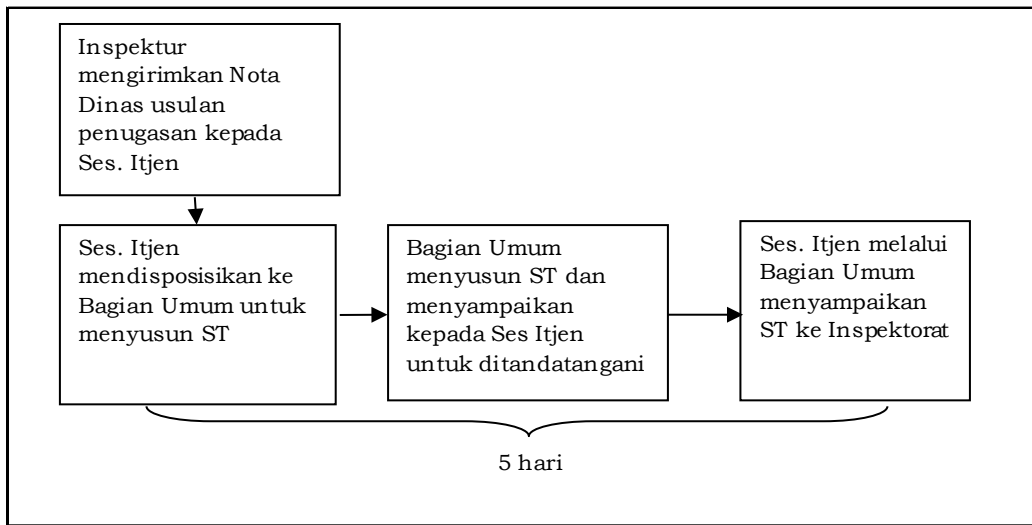 Inspektur
mengirimkan Nota
Dinas usulan
penugasan kepada
Ses. Itjen
Ses. Itjen
mendisposisikan ke
Bagian Umum untuk
menyusun ST
Bagian Umum
menyusun ST dan
menyampaikan
kepada Ses Itjen
untuk ditandatangani
Ses. Itjen melalui
Bagian Umum
menyampaikan
ST ke Inspektorat
5 hari